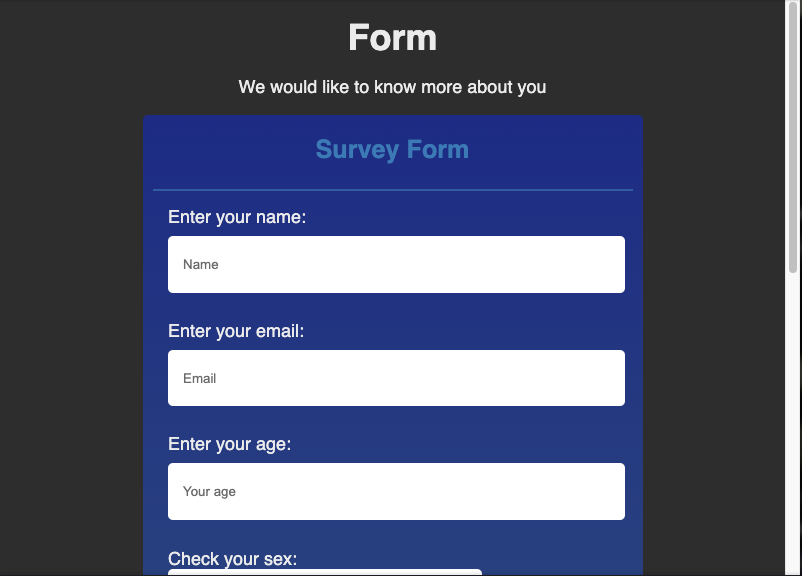 Form
We would like to know more about you
Survey Form
Enter your name:
Name
Enter your email:
Email
Enter your age:
Your age
Check your sex: